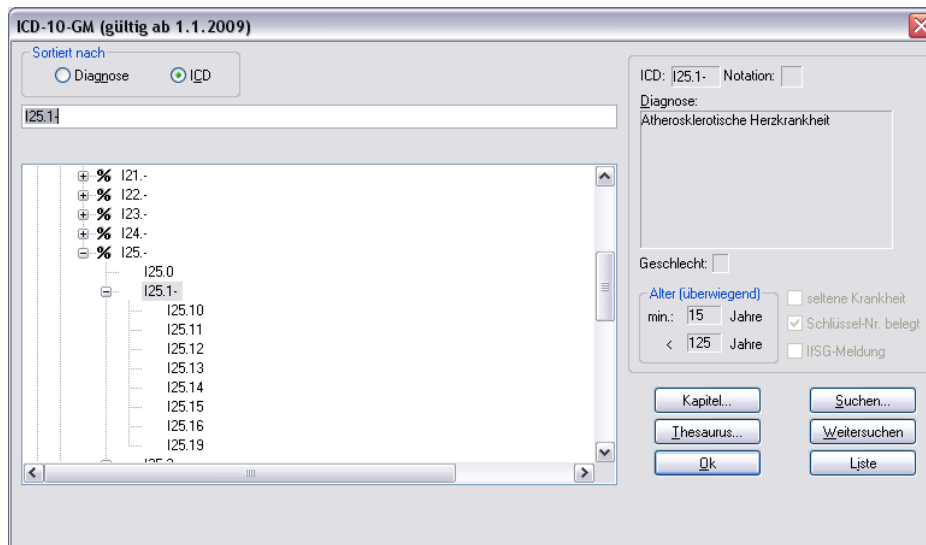 ICD-10-GM (gültig ab 1.1.2009)
Sortiert nach
Diagnose ICD
I25.1-
% I21.-
% I22.-
% I23.-
% I24.-
% I25.-
I25.0
I25.1-
I25.10
I25.11
I25.12
I25.13
I25.14
I25.15
I25.16
I25.19
ICD: I25.1- Notation:
Diagnose:
Atherosklerotische Herzkrankheit
Geschlecht:
Alter (überwiegend)
min.: 15 Jahre
< 125 Jahre
seltene Krankheit
Schlüssel-Nr. belegt
IfSG-Meldung
Kapitel... Suchen...
Thesaurus... Weitersuchen
Ok Liste